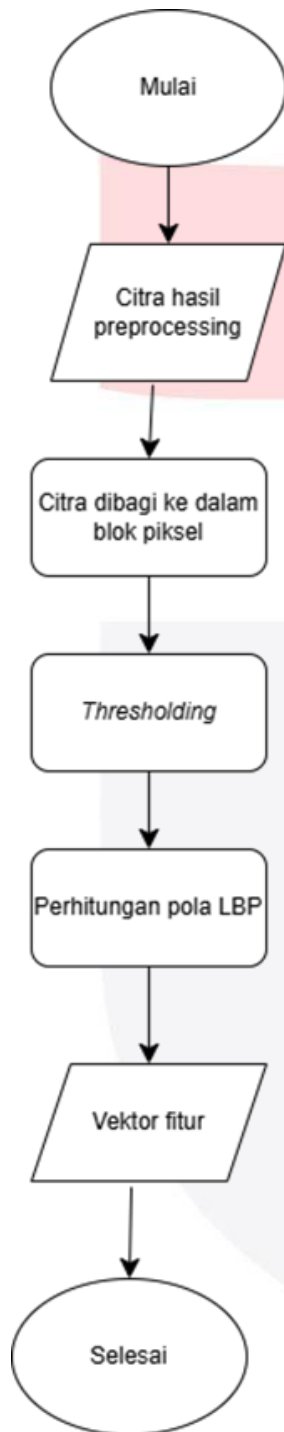 Mulai
Citra hasil
preprocessing
Citra dibagi ke dalam
blok piksel
Thresholding
Perhitungan pola LBP
Vektor fitur
Selesai